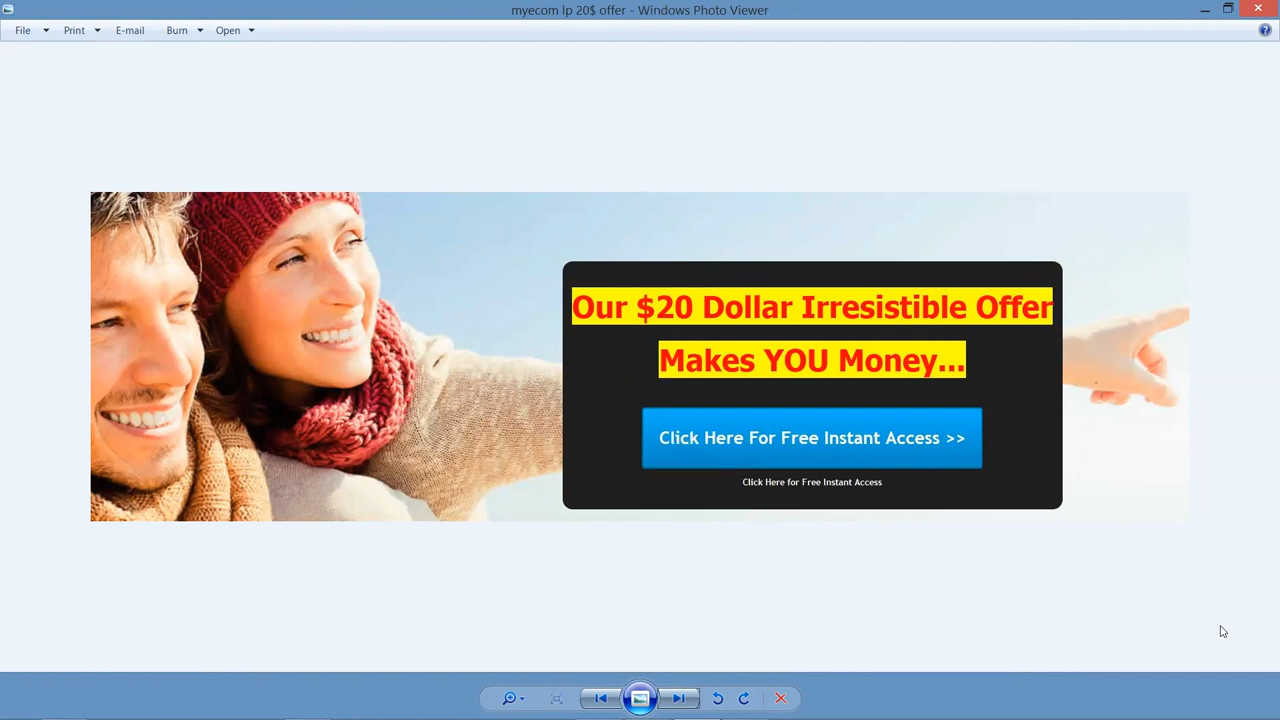 myecom lp 20$ offer - Windows Photo Viewer
File Print E-mail Burn Open
Our $20 Dollar Irresistible Offer
Makes YOU Money...
Click Here For Free Instant Access >>
Click Here for Free Instant Access